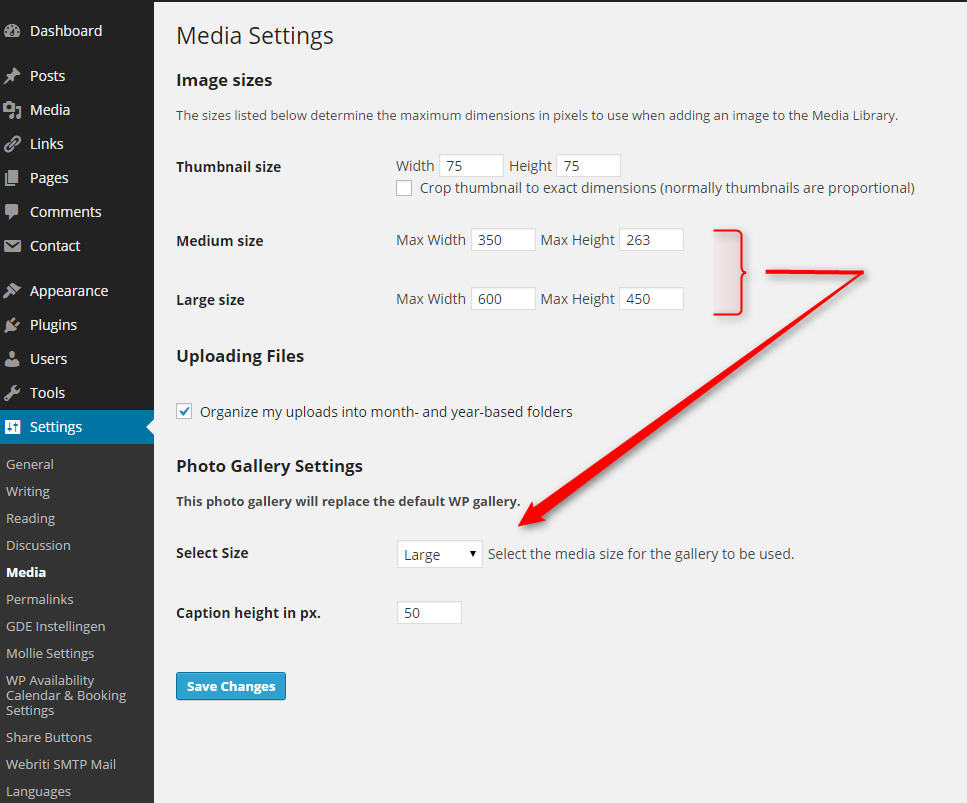 Dashboard
Posts
Media
Links
Pages
Comments
Contact
Appearance
Plugins
Users
Tools
Settings
General
Writing
Reading
Discussion
Media
Permalinks
GDE Instellingen
Mollie Settings
WP Availability
Calendar & Booking
Settings
Share Buttons
Webriti SMTP Mail
Languages
Media Settings
Image sizes
The sizes listed below determine the maximum dimensions in pixels to use when adding an image to the Media Library.
Thumbnail size Width 75 Height 75
Crop thumbnail to exact dimensions (normally thumbnails are proportional)
Medium size Max Width 350 Max Height 263
Large size Max Width 600 Max Height 450
Uploading Files
Organize my uploads into month- and year-based folders
Photo Gallery Settings
This photo gallery will replace the default WP gallery.
Select Size Large Select the media size for the gallery to be used.
Caption height in px. 50
Save Changes